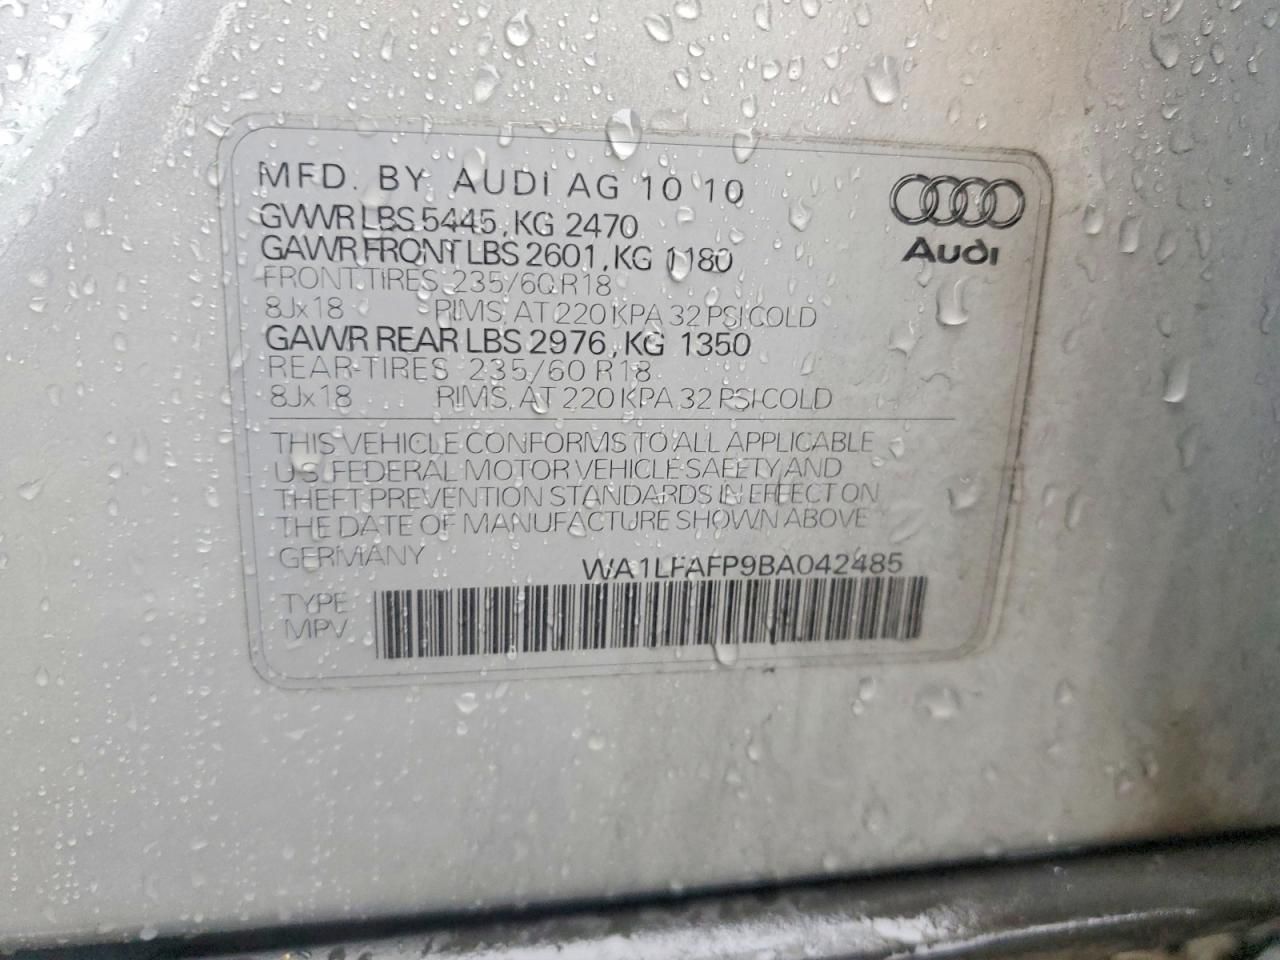 MFD. BY AUDI AG 10 10
GVWR LBS 5445, KG 2470
GAWR FRONT LBS 2601, KG 1180
FRONT TIRES 235/60 R18
8Jx18 RIMS, AT 220 KPA 32 PSI COLD
GAWR REAR LBS 2976, KG 1350
REAR-TIRES 235/60 R18
8Jx18 RIMS, AT 220 KPA 32 PSI COLD
Audi
THIS VEHICLE CONFORMS TO ALL APPLICABLE
U.S. FEDERAL MOTOR VEHICLE SAFETY AND
THEFT PREVENTION STANDARDS IN EFFECT ON
THE DATE OF MANUFACTURE SHOWN ABOVE
GERMANY WA1LFAFP9BA042485
TYPE
MPV